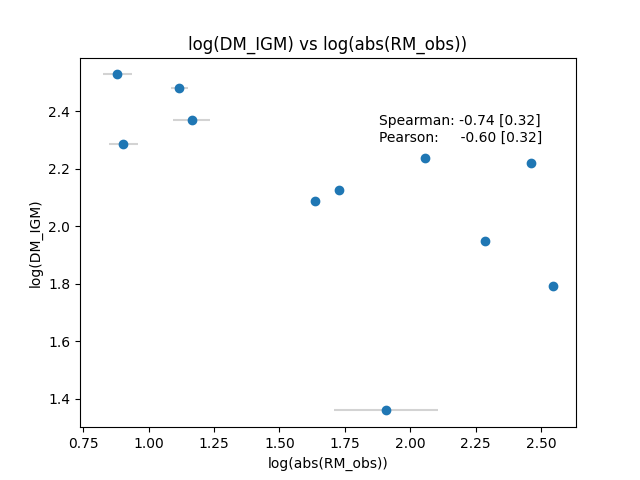 log(DM_IGM) vs log(abs(RM_obs))
2.4
2.2
2.0
1.8
1.6
1.4
log(DM_IGM)
Spearman: -0.74 [0.32]
Pearson: -0.60 [0.32]
0.75 1.00 1.25 1.50 1.75 2.00 2.25 2.50
log(abs(RM_obs))